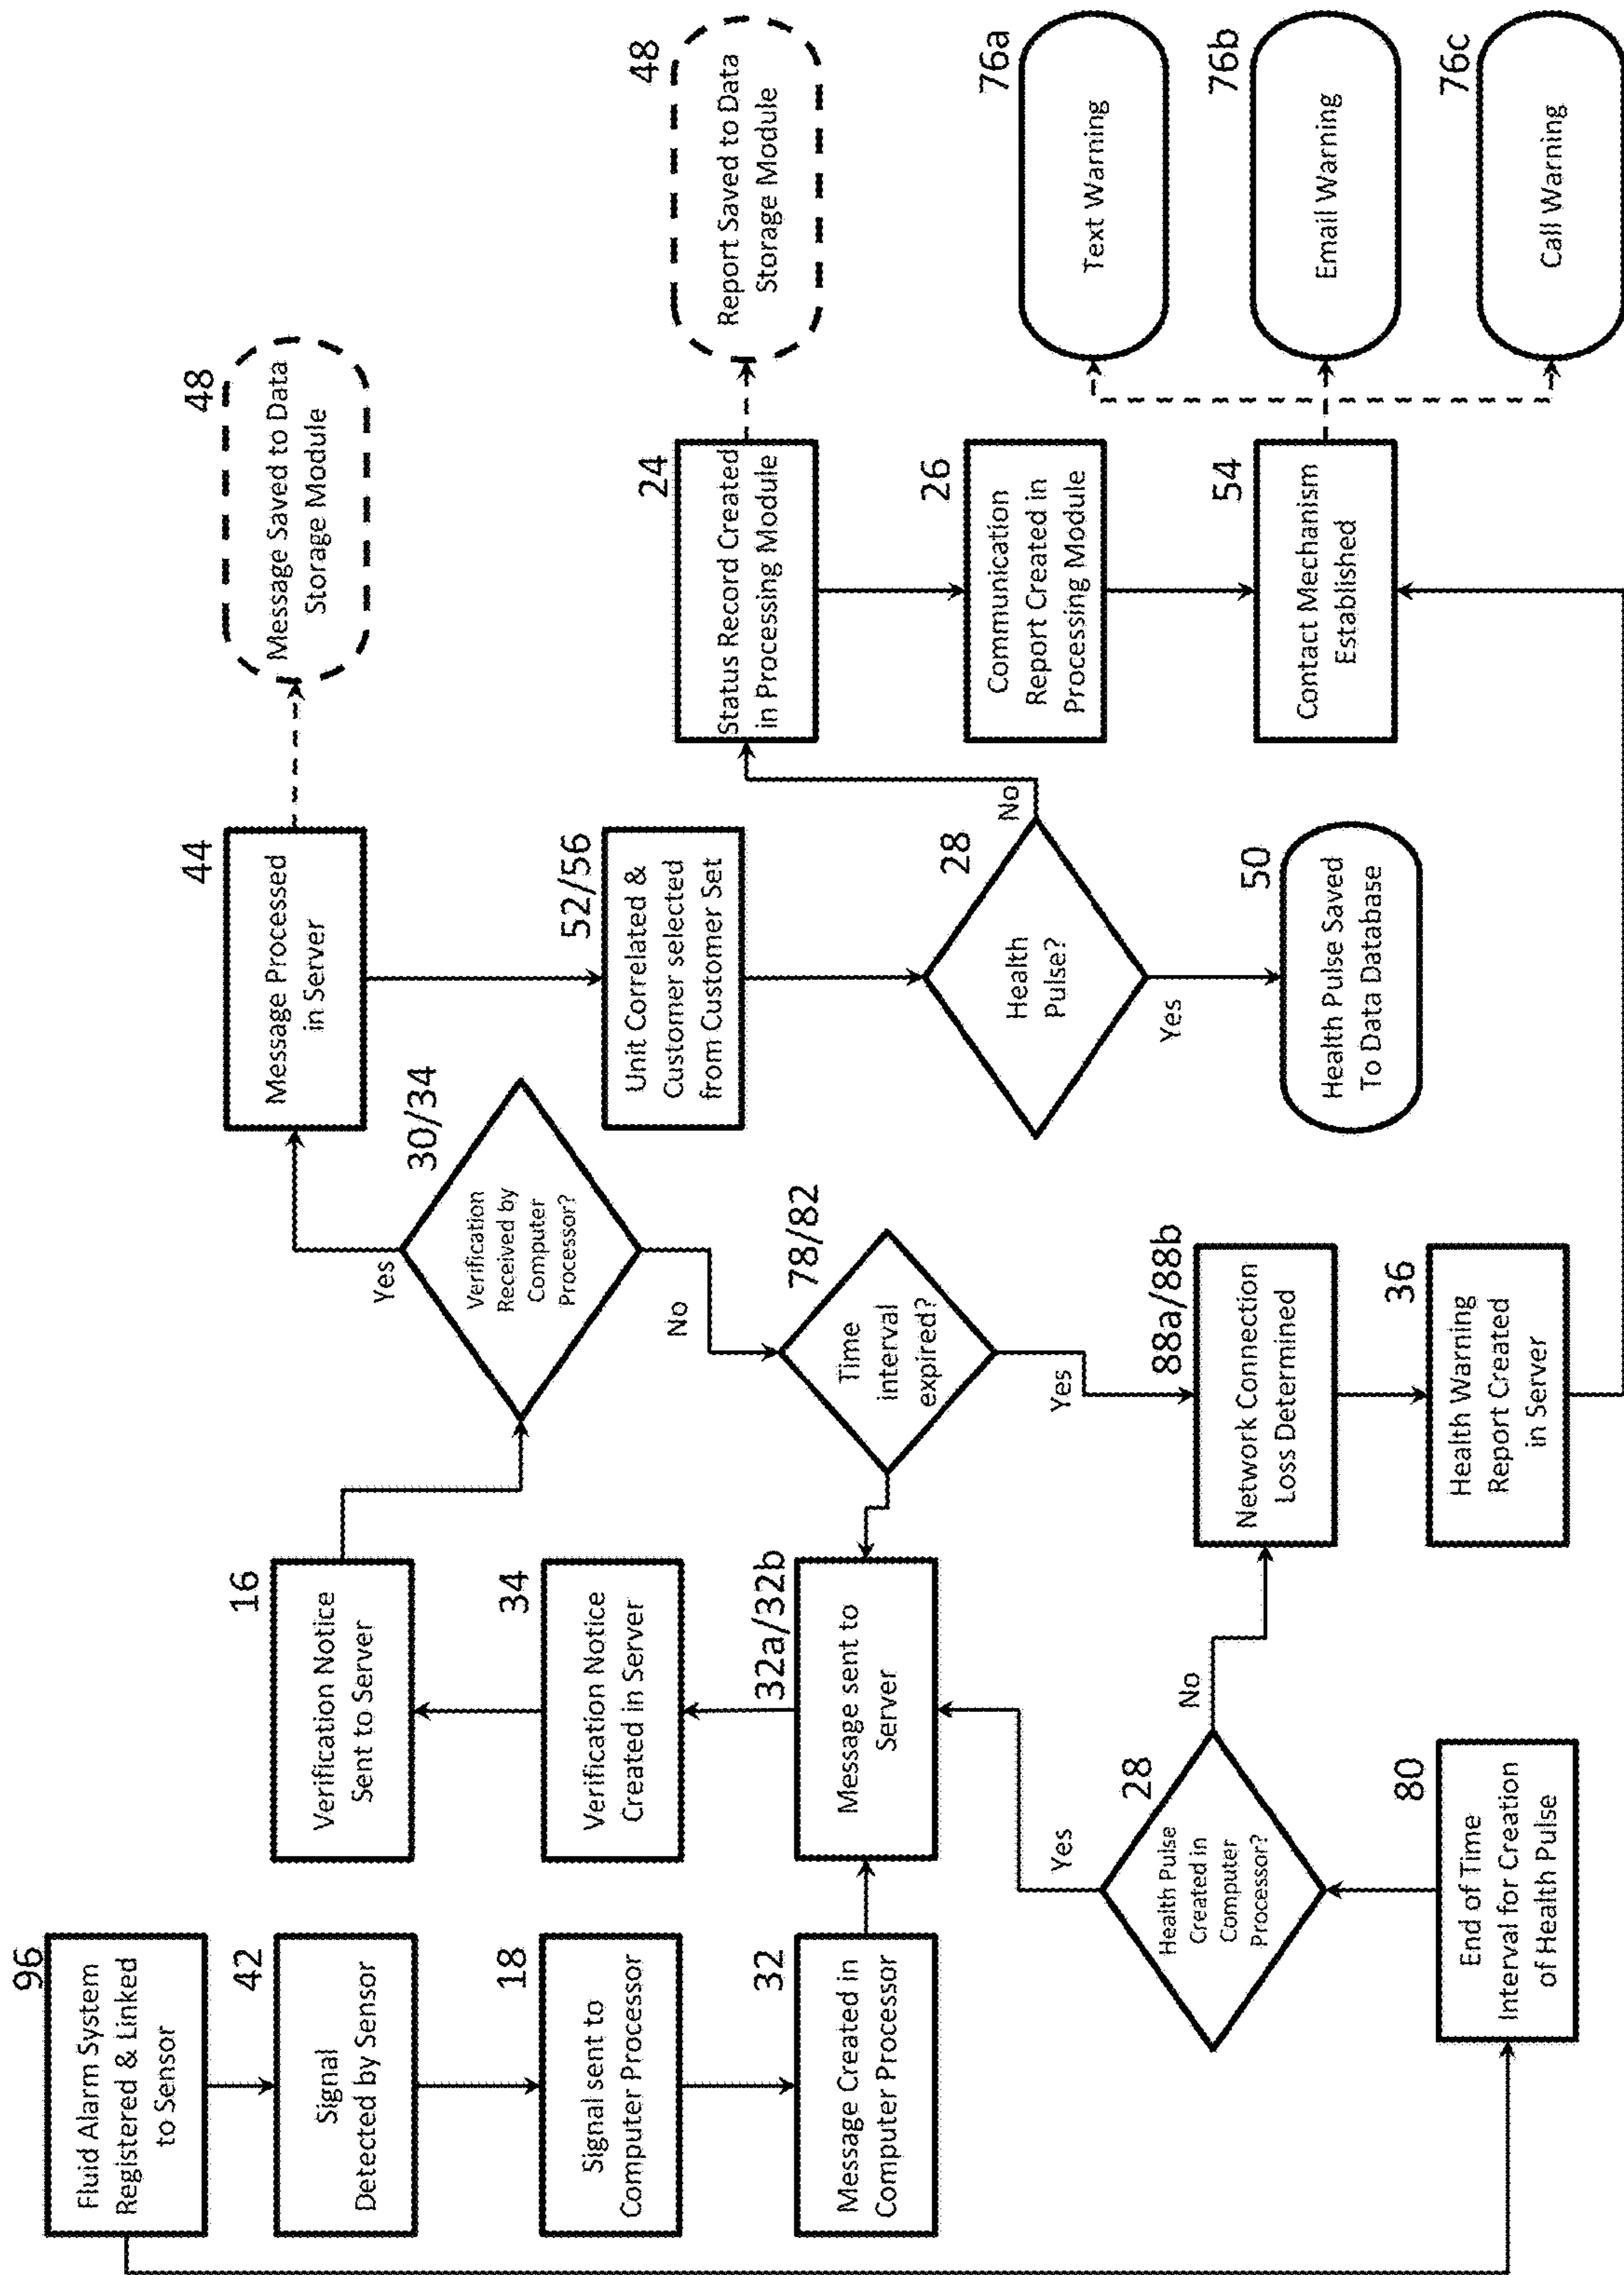 96
Fluid Alarm System
Registered & Linked
to Sensor
42
Signal
Detected by Sensor
18
Signal sent to
Computer Processor
32
Message Created in
Computer Processor
16
Verification Notice
Sent to Server
34
Verification Notice
Created in Server
32a/32b
Message sent to
Server
28
Health Pulse
Created in
Computer
Processor?
Yes
No
80
End of Time
Interval for Creation
of Health Pulse
30/34
Verification
Received by
Computer
Processor?
Yes
No
78/82
Time
interval
expired?
Yes
88a/88b
Network Connection
Loss Determined
36
Health Warning
Report Created
in Server
44
Message Processed
in Server
52/56
Unit Correlated &
Customer selected
from Customer Set
28
Health
Pulse?
No
Yes
50
Health Pulse Saved
To Data Database
48
Message Saved to Data
Storage Module
24
Status Record Created
in Processing Module
26
Communication
Report Created in
Processing Module
54
Contact Mechanism
Established
48
Report Saved to Data
Storage Module
76a
Text Warning
76b
Email Warning
76c
Call Warning